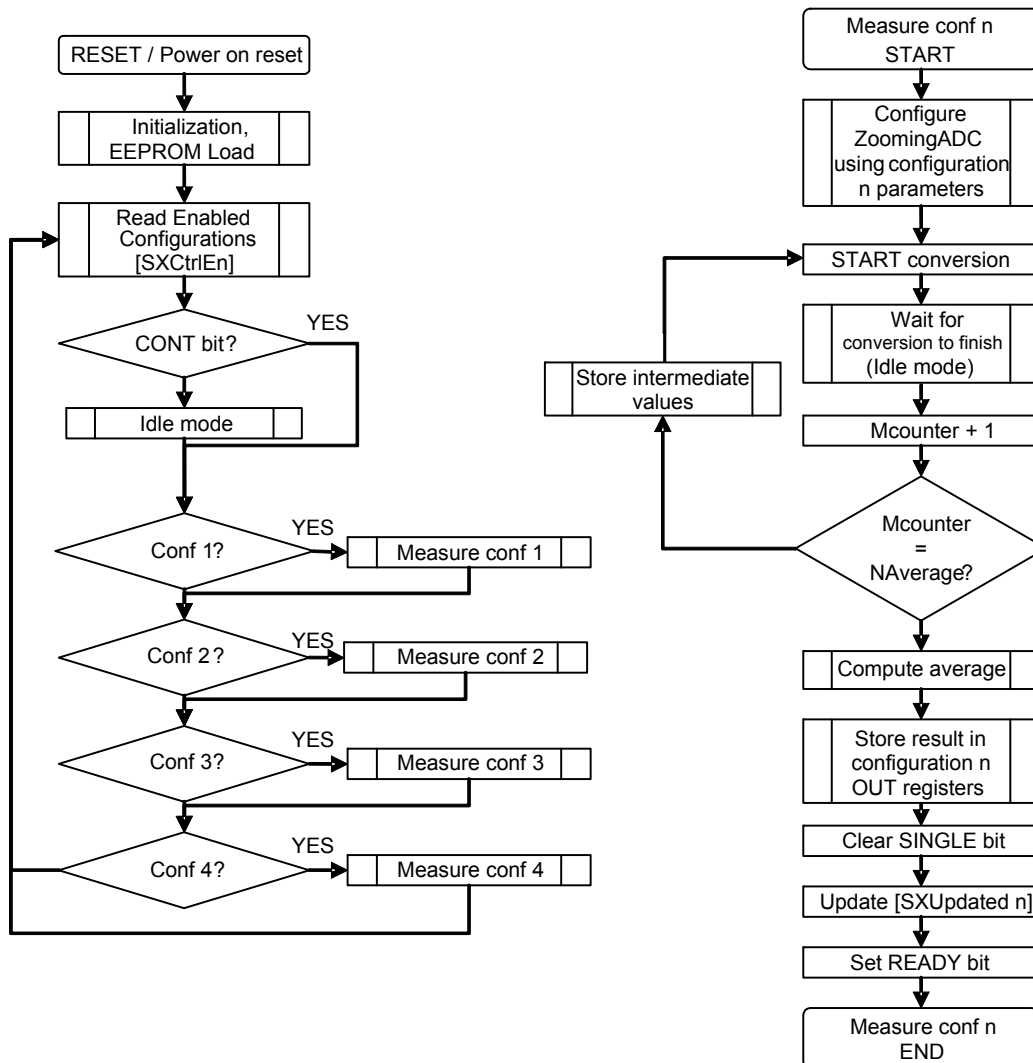 RESET / Power on reset
Initialization,
EEPROM Load
Read Enabled
Configurations
[SXCtrlEn]
YES
CONT bit?
Idle mode
YES
Conf 1?
Measure conf 1
YES
Conf 2?
Measure conf 2
YES
Conf 3?
Measure conf 3
YES
Conf 4?
Measure conf 4
Measure conf n
START
Configure
ZoomingADC
using configuration
n parameters
START conversion
Wait for
conversion to finish
(Idle mode)
Store intermediate
values
Mcounter + 1
Mcounter
=
NAverage?
Compute average
Store result in
configuration n
OUT registers
Clear SINGLE bit
Update [SXUpdated n]
Set READY bit
Measure conf n
END